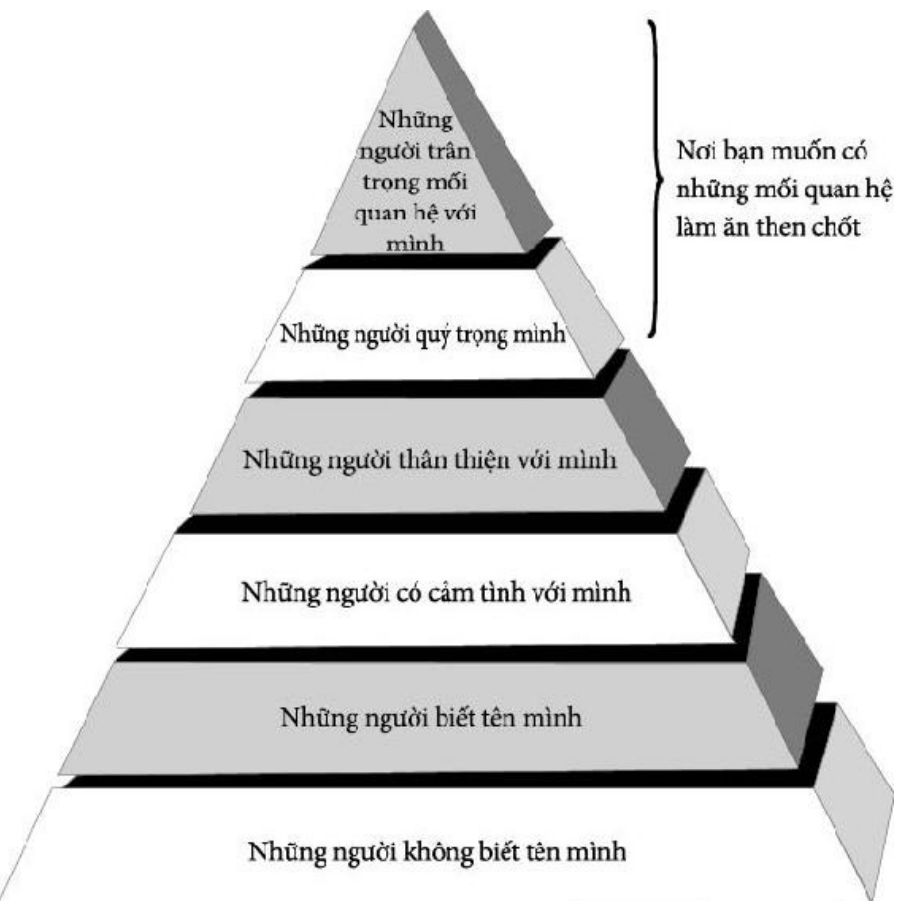 Những
người trân
trọng mối
quan hệ với
mình
Nơi bạn muốn có
những mối quan hệ
làm ăn then chốt
Những người quý trọng mình
Những người thân thiện với mình
Những người có cảm tình với mình
Những người biết tên mình
Những người không biết tên mình